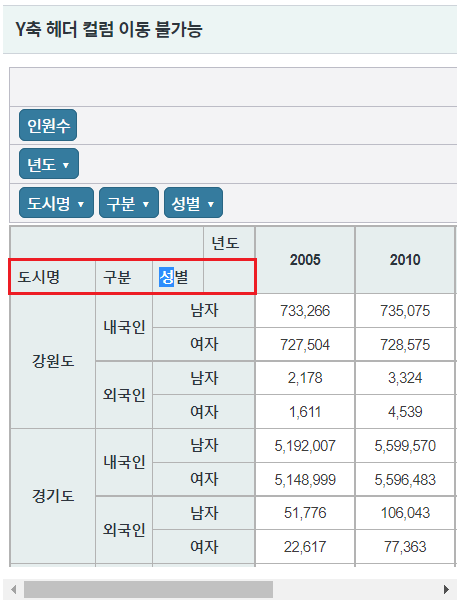 Y축 헤더 컬럼 이동 불가능
인원수
년도 ▼
도시명 ▼ 구분 ▼ 성별 ▼
년도 2005 2010
도시명 구분 성별
강원도 내국인 남자 733,266 735,075
여자 727,504 728,575
외국인 남자 2,178 3,324
여자 1,611 4,539
경기도 내국인 남자 5,192,007 5,599,570
여자 5,148,999 5,596,483
외국인 남자 51,776 106,043
여자 22,617 77,363